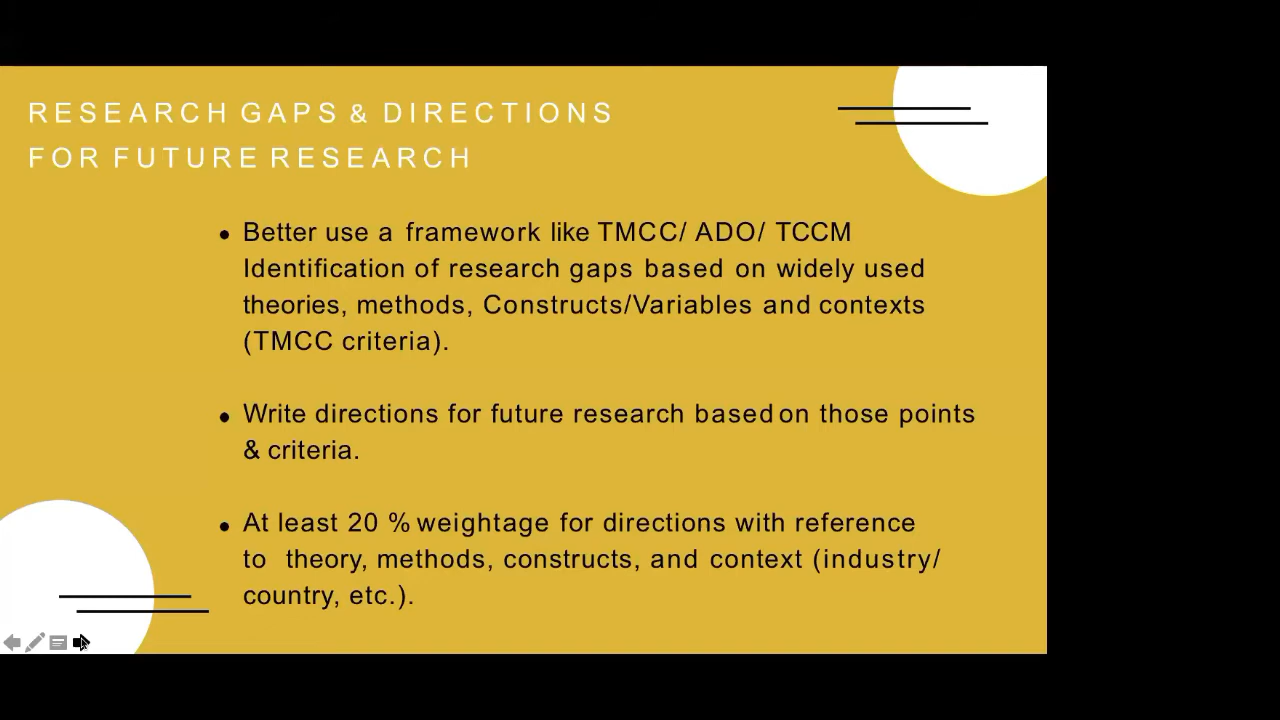 RESEARCH GAPS & DIRECTIONS
FOR FUTURE RESEARCH
• Better use a framework like TMCC/ ADO/ TCCM
Identification of research gaps based on widely used
theories, methods, Constructs/Variables and contexts
(TMCC criteria).
• Write directions for future research based on those points
& criteria.
• At least 20 % weightage for directions with reference
to theory, methods, constructs, and context (industry/
country, etc.).